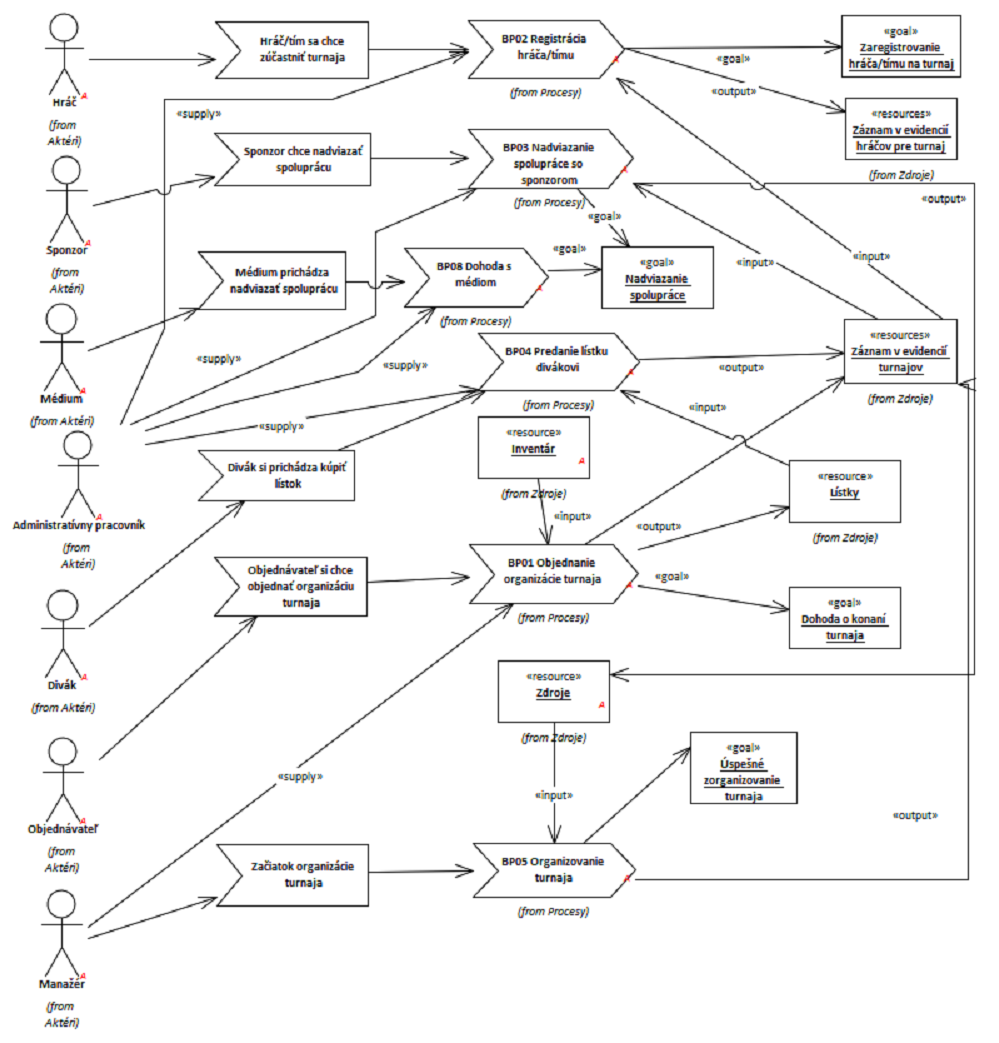 Hráč
(from
Aktéri)
Hráč/tím sa chce
zúčastniť turnaja
BP02 Registrácia
hráča/tímu
(from Procesy)
«goal»
«goal»
Zaregistrovanie
hráča/tímu na turnaj
«output»
«resources»
Záznam v evidencií
hráčov pre turnaj
(from Zdroje)
«supply»
Sponzor
(from
Aktéri)
Sponzor chce nadviazať
spoluprácu
BP03 Nadviazanie
spolupráce so
sponzorom
(from Procesy)
«goal»
«output»
«input»
«input»
Médium
(from Aktéri)
Médium prichádza
nadviazať spoluprácu
BP08 Dohoda s
médiom
(from Procesy)
«goal»
«goal»
Nadviazanie
spolupráce
«supply»
«supply»
BP04 Predanie lístku
divákovi
(from Procesy)
«output»
«resources»
Záznam v evidencií
turnajov
(from Zdroje)
«input»
Administratívny pracovník
(from
Aktéri)
«supply»
Divák si prichádza kúpiť
lístok
«resource»
Inventár
(from Zdroje)
«input»
«resource»
Lístky
(from Zdroje)
«output»
Objednávateľ si chce
objednať organizáciu
turnaja
BP01 Objednanie
organizácie turnaja
(from Procesy)
«goal»
«goal»
Dohoda o konaní
turnaja
Divák
(from Aktéri)
«resource»
Zdroje
(from Zdroje)
«supply»
«input»
«goal»
Úspešné
zorganizovanie
turnaja
«output»
Objednávateľ
(from
Aktéri)
Začiatok organizácie
turnaja
BP05 Organizovanie
turnaja
(from Procesy)
Manažér
(from
Aktéri)